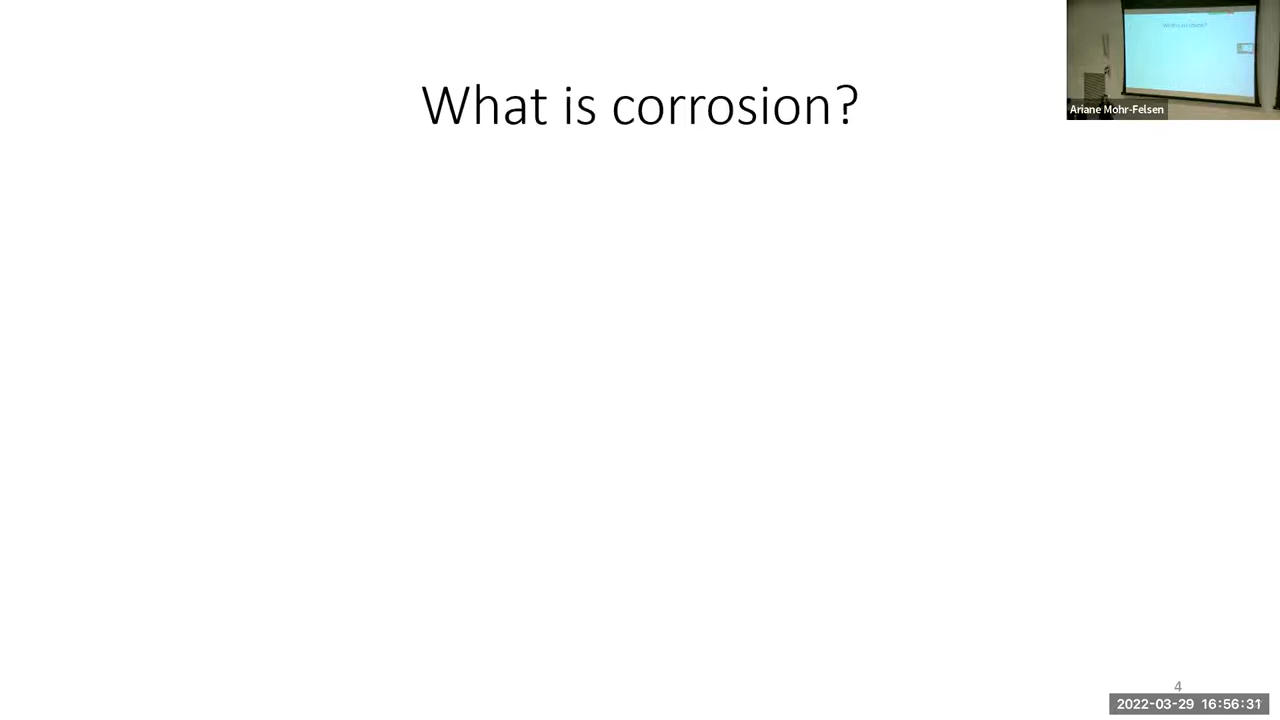 What is corrosion?
Ariane Mohr-Felsen
4
2022-03-29 16:56:31